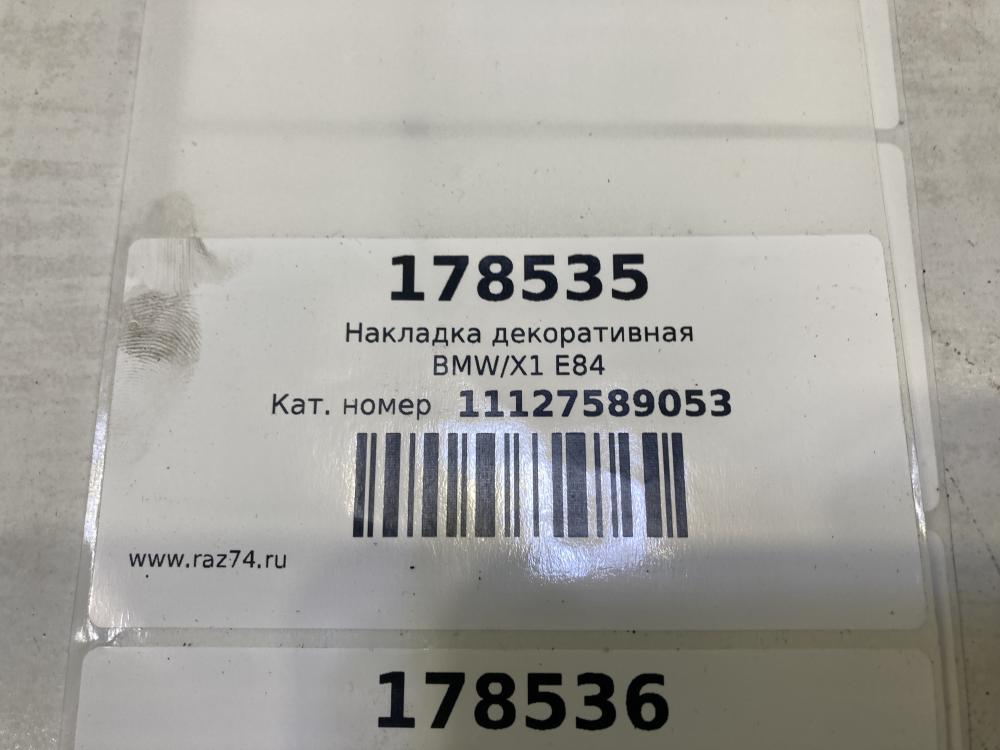 178535
Накладка декоративная
BMW/X1 E84
Кат. номер 11127589053
www.raz74.ru
178536